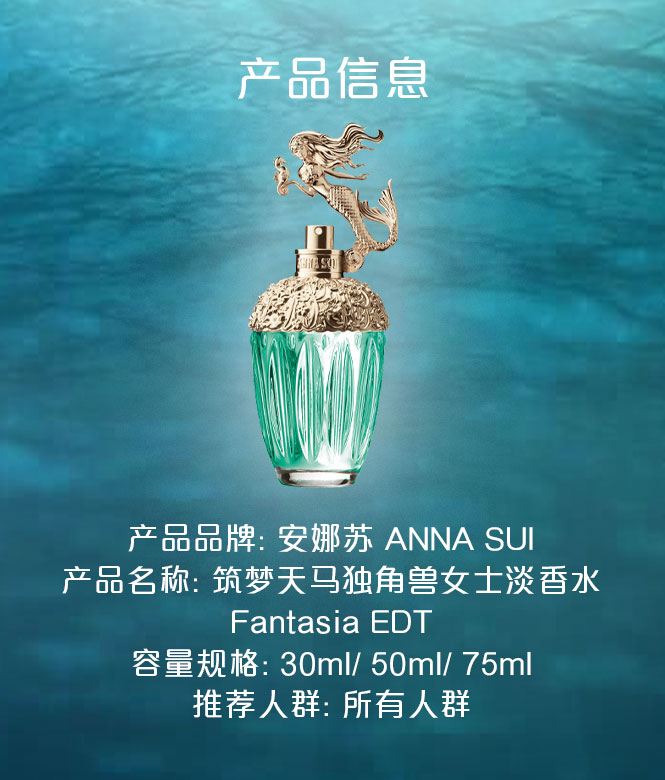 产品信息
ANNA SUI
产品品牌: 安娜苏 ANNA SUI
产品名称: 筑梦天马独角兽女士淡香水
Fantasia EDT
容量规格: 30ml/ 50ml/ 75ml
推荐人群: 所有人群